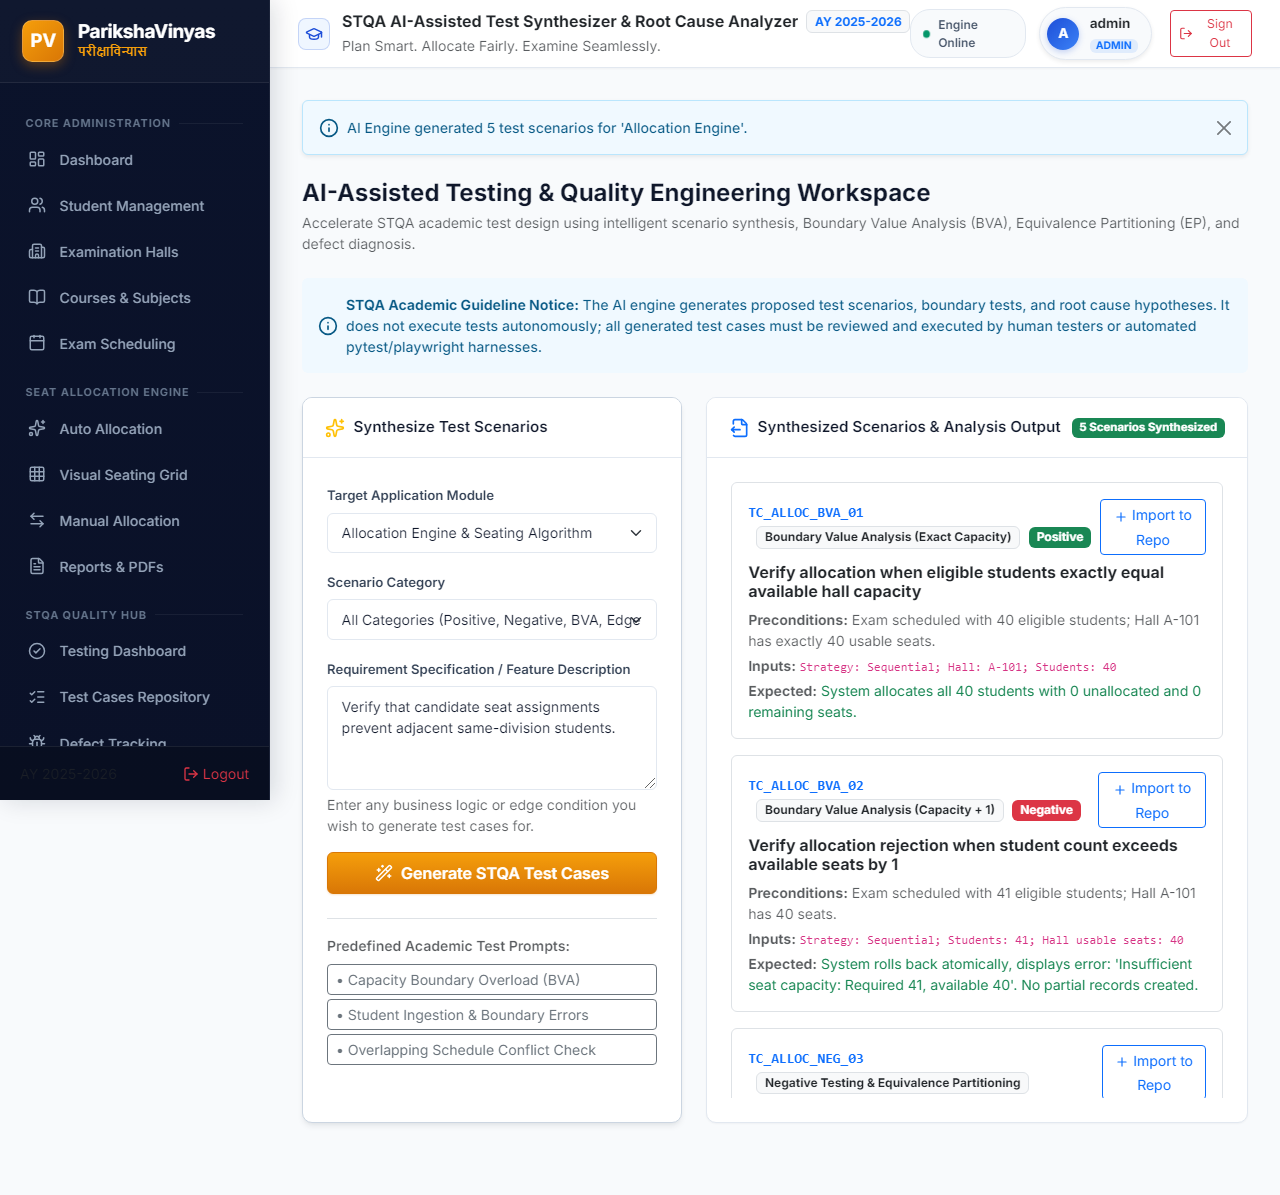 PV
ParikshaVinyas
परीक्षाविन्यास
CORE ADMINISTRATION
Dashboard
Student Management
Examination Halls
Courses & Subjects
Exam Scheduling
SEAT ALLOCATION ENGINE
Auto Allocation
Visual Seating Grid
Manual Allocation
Reports & PDFs
STQA QUALITY HUB
Testing Dashboard
Test Cases Repository
Defect Tracking
AY 2025-2026
Logout
STQA AI-Assisted Test Synthesizer & Root Cause Analyzer
AY 2025-2026
Plan Smart. Allocate Fairly. Examine Seamlessly.
Engine
Online
A
admin
ADMIN
Sign
Out
AI Engine generated 5 test scenarios for 'Allocation Engine'.
AI-Assisted Testing & Quality Engineering Workspace
Accelerate STQA academic test design using intelligent scenario synthesis, Boundary Value Analysis (BVA), Equivalence Partitioning (EP), and
defect diagnosis.
STQA Academic Guideline Notice: The AI engine generates proposed test scenarios, boundary tests, and root cause hypotheses. It
does not execute tests autonomously; all generated test cases must be reviewed and executed by human testers or automated
pytest/playwright harnesses.
Synthesize Test Scenarios
Target Application Module
Allocation Engine & Seating Algorithm
Scenario Category
All Categories (Positive, Negative, BVA, Edge
Requirement Specification / Feature Description
Verify that candidate seat assignments
prevent adjacent same-division students.
Enter any business logic or edge condition you
wish to generate test cases for.
Generate STQA Test Cases
Predefined Academic Test Prompts:
• Capacity Boundary Overload (BVA)
• Student Ingestion & Boundary Errors
• Overlapping Schedule Conflict Check
Synthesized Scenarios & Analysis Output
5 Scenarios Synthesized
TC_ALLOC_BVA_01
Boundary Value Analysis (Exact Capacity)
Positive
+ Import to
Repo
Verify allocation when eligible students exactly equal
available hall capacity
Preconditions: Exam scheduled with 40 eligible students; Hall A-101
has exactly 40 usable seats.
Inputs: Strategy: Sequential; Hall: A-101; Students: 40
Expected: System allocates all 40 students with 0 unallocated and 0
remaining seats.
TC_ALLOC_BVA_02
Boundary Value Analysis (Capacity + 1)
Negative
+ Import to
Repo
Verify allocation rejection when student count exceeds
available seats by 1
Preconditions: Exam scheduled with 41 eligible students; Hall A-101
has 40 seats.
Inputs: Strategy: Sequential; Students: 41; Hall usable seats: 40
Expected: System rolls back atomically, displays error: 'Insufficient
seat capacity: Required 41, available 40'. No partial records created.
TC_ALLOC_NEG_03
Negative Testing & Equivalence Partitioning
+ Import to
Repo